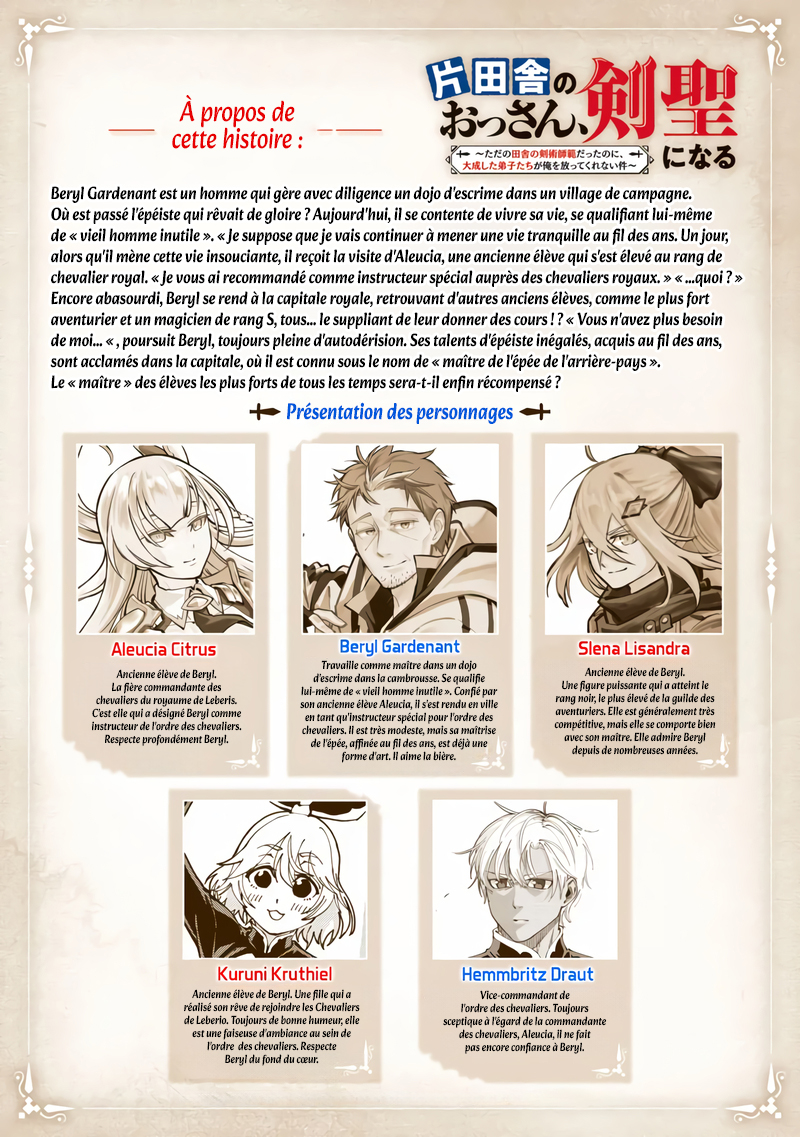 À propos de
cette histoire :
片田舎の
おっさん、剣聖
になる
～ただの田舎の剣術師範だったのに、
大成した弟子たちが俺を放ってくれない件～
Beryl Gardenant est un homme qui gère avec diligence un dojo d'escrime dans un village de campagne.
Où est passé l'épéiste qui rêvait de gloire ? Aujourd'hui, il se contente de vivre sa vie, se qualifiant lui-même
de « vieil homme inutile ». « Je suppose que je vais continuer à mener une vie tranquille au fil des ans. Un jour,
alors qu'il mène cette vie insouciante, il reçoit la visite d'Aleucia, une ancienne élève qui s'est élevé au rang de
chevalier royal. « Je vous ai recommandé comme instructeur spécial auprès des chevaliers royaux. » « ...quoi ? »
Encore abasourdi, Beryl se rend à la capitale royale, retrouvant d'autres anciens élèves, comme le plus fort
aventurier et un magicien de rang S, tous... le suppliant de leur donner des cours ! ? « Vous n'avez plus besoin
de moi... « , poursuit Beryl, toujours pleine d'autodérision. Ses talents d'épéiste inégalés, acquis au fil des ans,
sont acclamés dans la capitale, où il est connu sous le nom de « maître de l'épée de l'arrière-pays ».
Le « maître » des élèves les plus forts de tous les temps sera-t-il enfin récompensé ?
Présentation des personnages
Aleucia Citrus
Ancienne élève de Beryl.
La fière commandante des
chevaliers du royaume de Leberis.
C'est elle qui a désigné Beryl comme
instructeur de l'ordre des chevaliers.
Respecte profondément Beryl.
Beryl Gardenant
Travaille comme maître dans un dojo
d'escrime dans la cambrousse. Se qualifie
lui-même de « vieil homme inutile ». Confié par
son ancienne élève Aleucia, il s'est rendu en ville
en tant qu'instructeur spécial pour l'ordre des
chevaliers. Il est très modeste, mais sa maîtrise
de l'épée, affinée au fil des ans, est déjà une
forme d'art. Il aime la bière.
Slena Lisandra
Ancienne élève de Beryl.
Une figure puissante qui a atteint le
rang noir, le plus élevé de la guilde des
aventuriers. Elle est généralement très
compétitive, mais elle se comporte bien
avec son maître. Elle admire Beryl
depuis de nombreuses années.
Kuruni Kruthiel
Ancienne élève de Beryl. Une fille qui a
réalisé son rêve de rejoindre les Chevaliers
de Leberio. Toujours de bonne humeur, elle
est une faiseuse d'ambiance au sein de
l'ordre des chevaliers. Respecte
Beryl du fond du cœur.
Hemmbritz Draut
Vice-commandant de
l'ordre des chevaliers. Toujours
sceptique à l'égard de la commandante
des chevaliers, Aleucia, il ne fait
pas encore confiance à Beryl.